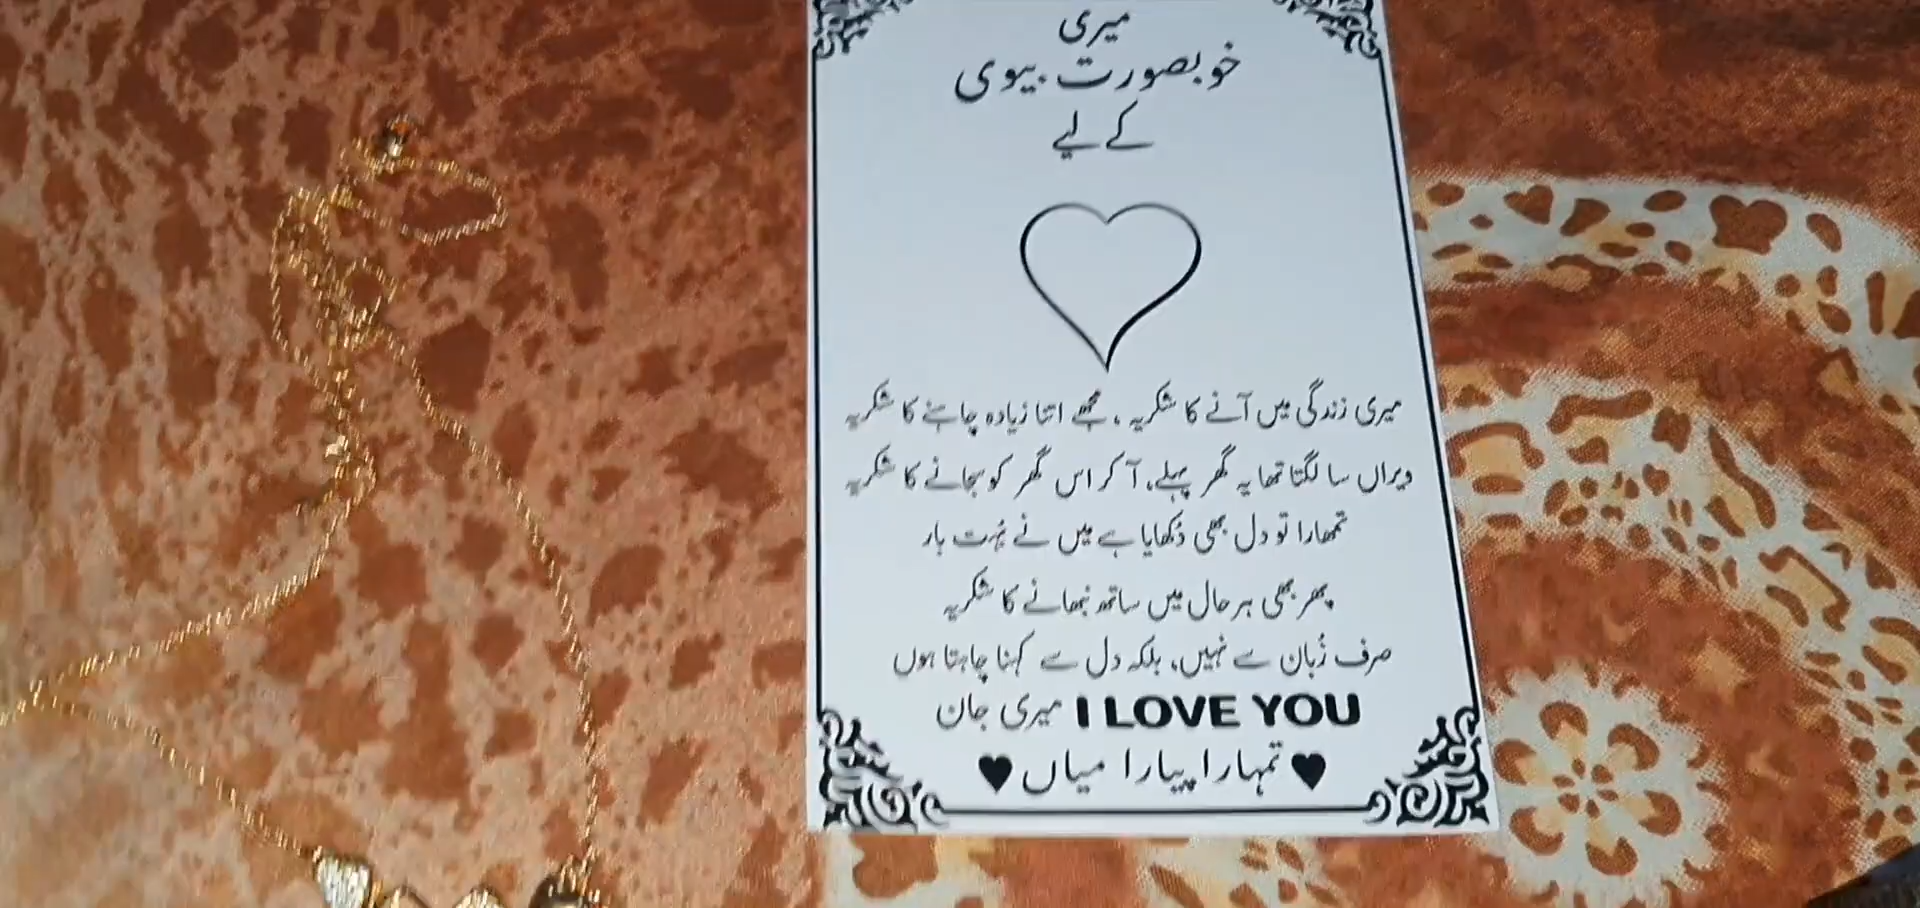 میری
خوبصورت بیوی
کے لیے
میری زندگی میں آنے کا شکریہ ، مجھے اتنا زیادہ چاہنے کا شکریہ
ویراں سا لگتا تھا یہ گھر پہلے، آ کر اس گھر کو سجانے کا شکریہ
تمھارا تو دل بھی دُکھایا ہے میں نے بُہت بار
پھر بھی ہر حال میں ساتھ نبھانے کا شکریہ
صرف زُبان سے نہیں، بلکہ دل سے کہنا چاہتا ہوں
I LOVE YOU میری جان
♥ تمہارا پیارا میاں ♥